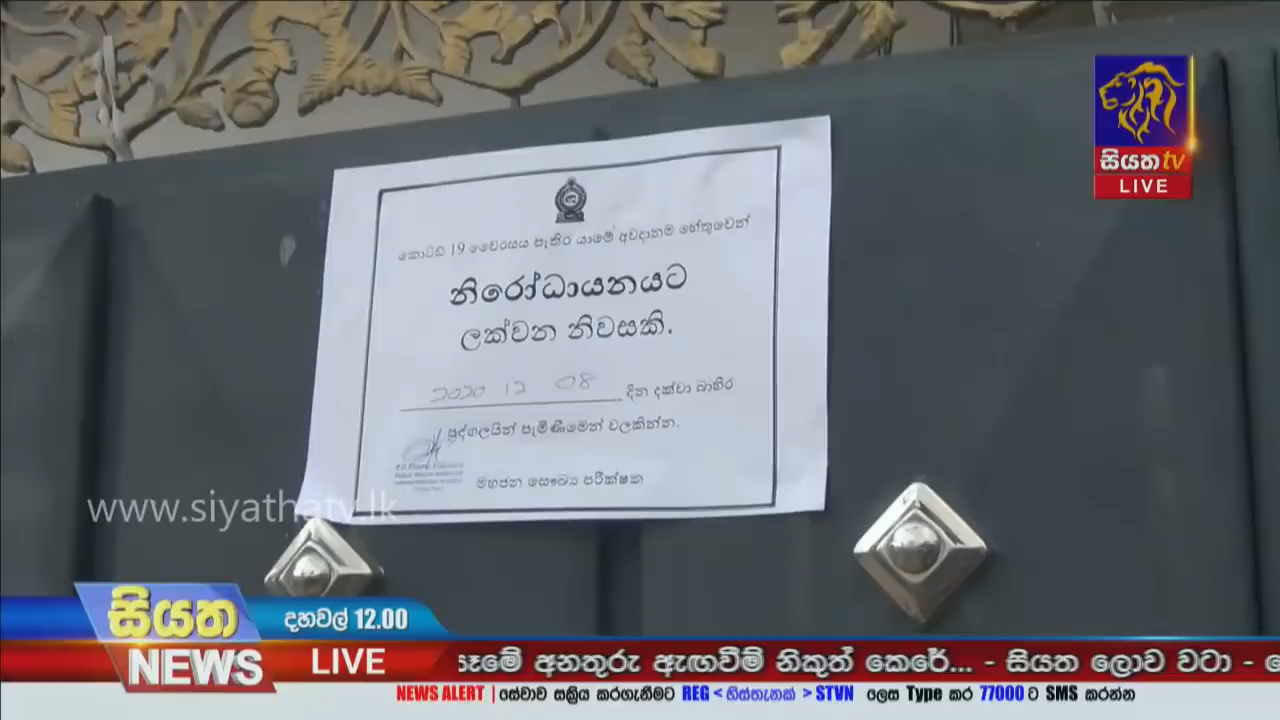 සියත tv
LIVE
කොවිඩ් 19 වෛරසය පැතිර යාමේ අවදානම හේතුවෙන්
නිරෝධායනයට
ලක්වන නිවසකි.
2020 12 08 දින දක්වා බාහිර
පුද්ගලයින් පැමිණීමෙන් වලකින්න.
මහජන සෞඛ්‍ය පරීක්ෂක
www.siyathatv.lk
සියත
NEWS
දහවල් 12.00
LIVE
අනතුරු ඇඟවීම් නිකුත් කෙරේ... - සියත ලොව වටා -
NEWS ALERT | සේවාව සක්‍රිය කරගැනීමට REG < හිස්තැනක් > STVN ලෙස Type කර 77000 ට SMS කරන්න